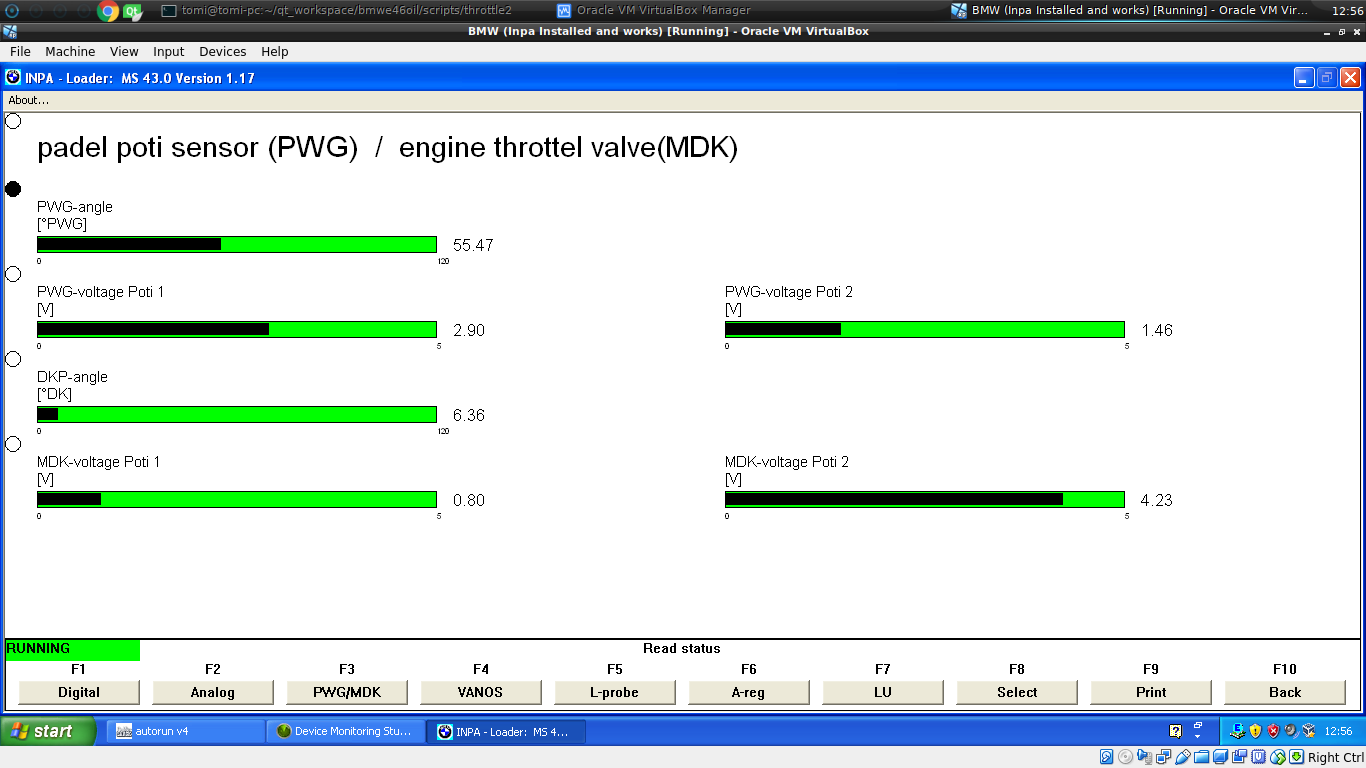 tomi@tomi-pc:~/qt_workspace/bmwe46oil/scripts/throttle2
Oracle VM VirtualBox Manager
BMW (Inpa Installed and works) [Running] - Oracle VM Vir...
12:56
BMW (Inpa Installed and works) [Running] - Oracle VM VirtualBox
File Machine View Input Devices Help
INPA - Loader: MS 43.0 Version 1.17
About...
padel poti sensor (PWG) / engine throttel valve(MDK)
PWG-angle
[°PWG]
55.47
0 120
PWG-voltage Poti 1
[V]
2.90
0 5
PWG-voltage Poti 2
[V]
1.46
0 5
DKP-angle
[°DK]
6.36
0 120
MDK-voltage Poti 1
[V]
0.80
0 5
MDK-voltage Poti 2
[V]
4.23
0 5
RUNNING
Read status
F1 F2 F3 F4 F5 F6 F7 F8 F9 F10
Digital Analog PWG/MDK VANOS L-probe A-reg LU Select Print Back
start
autorun v4
Device Monitoring Stu...
INPA - Loader: MS 4...
12:56
Right Ctrl